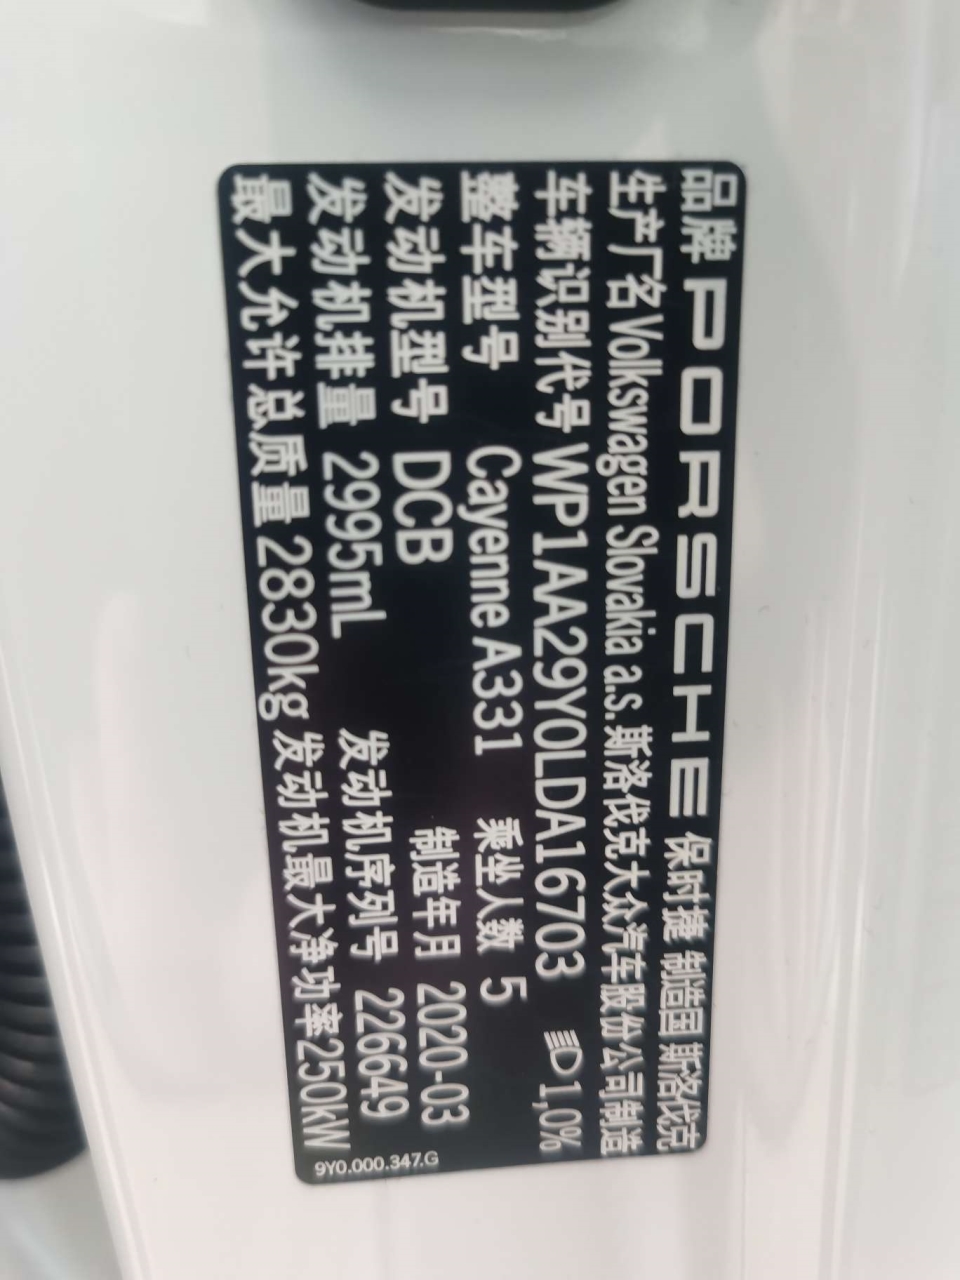 品牌 PORSCHE 保时捷 制造国 斯洛伐克
生产厂名 Volkswagen Slovakia a.s. 斯洛伐克大众汽车股份公司制造
车辆识别代号 WP1AA29Y0LDA16703 1,0%
整车型号 Cayenne A331 乘坐人数 5
发动机型号 DCB 制造年月 2020-03
发动机排量 2995mL 发动机序列号 226649
最大允许总质量 2830kg 发动机最大净功率250kW
9Y0.000.347.G